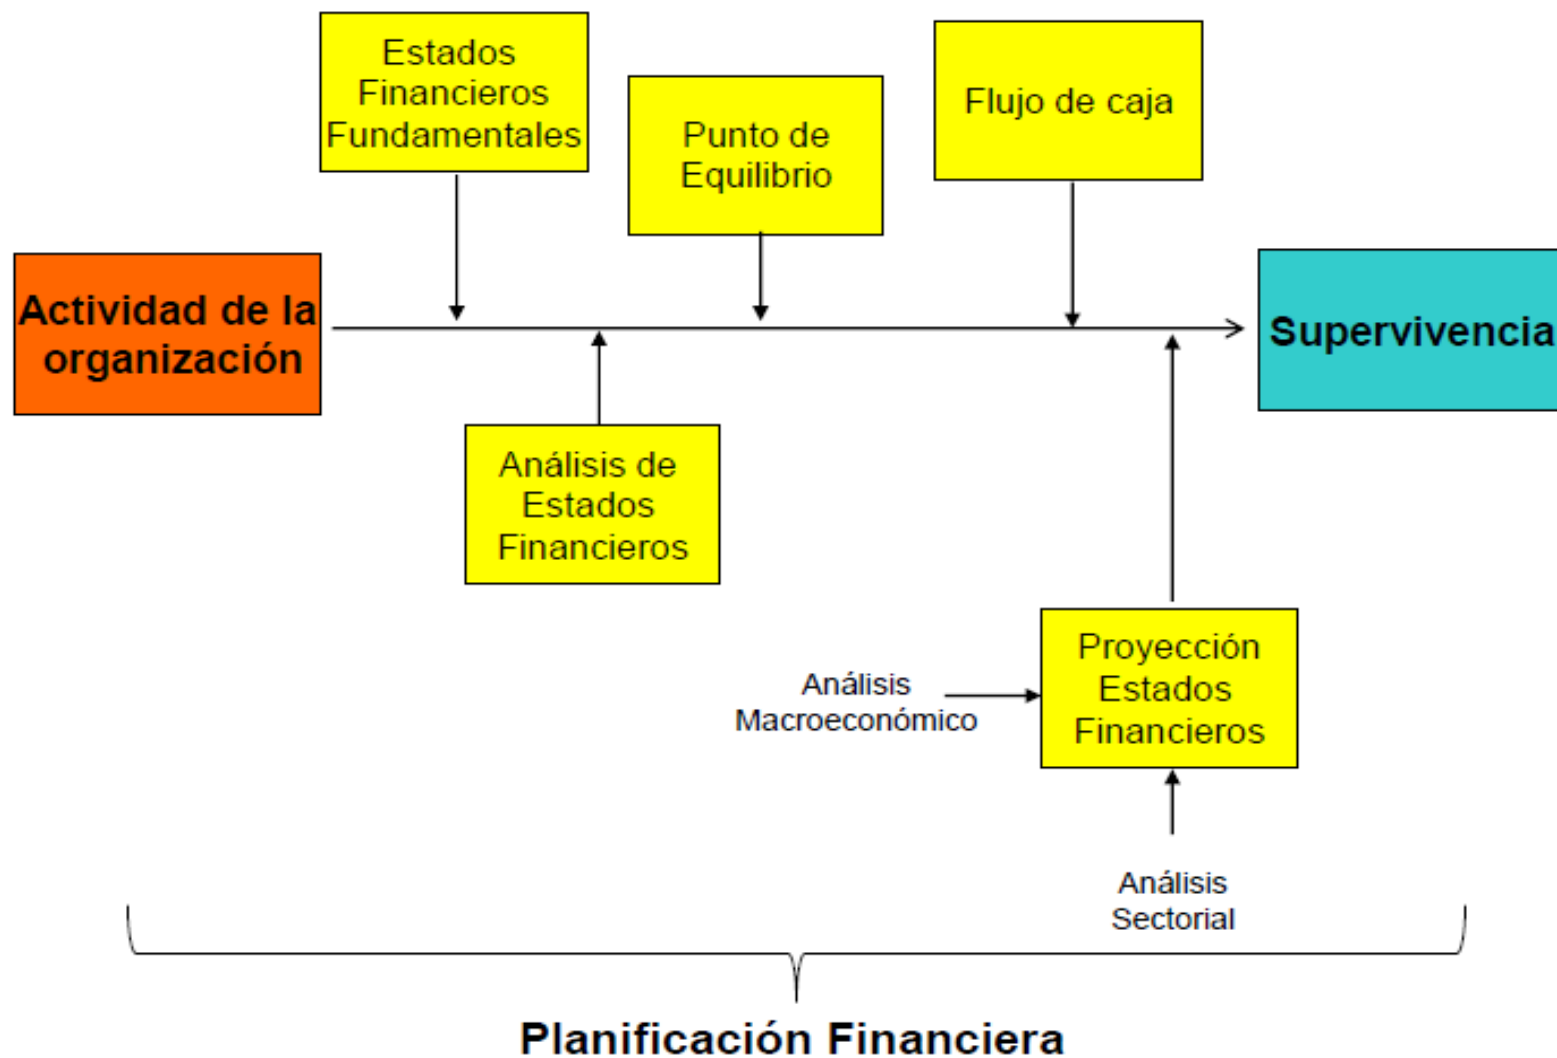 Estados
Financieros
Fundamentales
Punto de
Equilibrio
Flujo de caja
Actividad de la
organización
Supervivencia
Análisis de
Estados
Financieros
Proyección
Estados
Financieros
Análisis
Macroeconómico
Análisis
Sectorial
Planificación Financiera